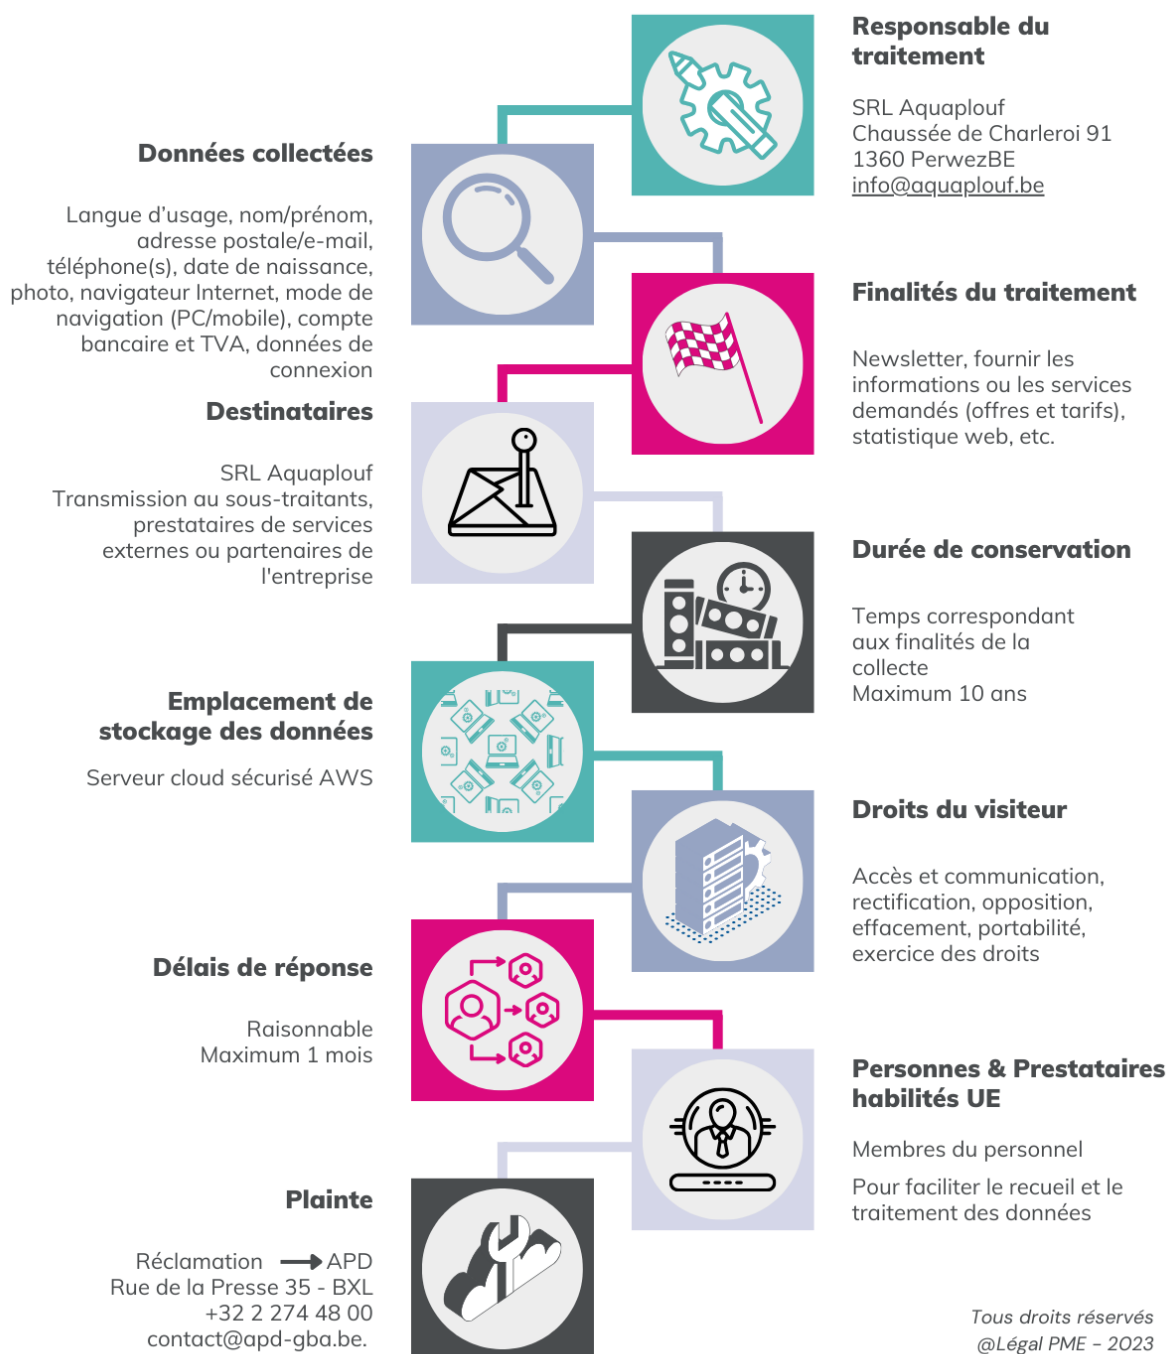 Responsable du
traitement
SRL Aquaplouf
Chaussée de Charleroi 91
1360 PerwezBE
info@aquaplouf.be
Données collectées
Langue d'usage, nom/prénom,
adresse postale/e-mail,
téléphone(s), date de naissance,
photo, navigateur Internet, mode de
navigation (PC/mobile), compte
bancaire et TVA, données de
connexion
Finalités du traitement
Newsletter, fournir les
informations ou les services
demandés (offres et tarifs),
statistique web, etc.
Destinataires
SRL Aquaplouf
Transmission au sous-traitants,
prestataires de services
externes ou partenaires de
l'entreprise
Durée de conservation
Temps correspondant
aux finalités de la
collecte
Maximum 10 ans
Emplacement de
stockage des données
Serveur cloud sécurisé AWS
Droits du visiteur
Accès et communication,
rectification, opposition,
effacement, portabilité,
exercice des droits
Délais de réponse
Raisonnable
Maximum 1 mois
Personnes & Prestataires
habilités UE
Membres du personnel
Pour faciliter le recueil et le
traitement des données
Plainte
Réclamation → APD
Rue de la Presse 35 - BXL
+32 2 274 48 00
contact@apd-gba.be.
Tous droits réservés
@Légal PME - 2023